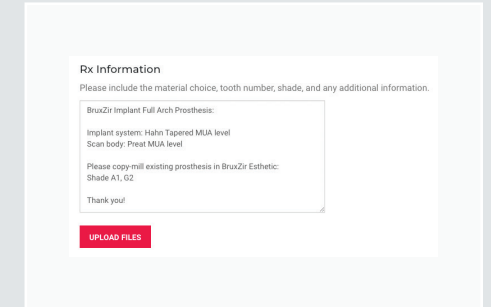 Rx Information
Please include the material choice, tooth number, shade, and any additional information.
BruxZir Implant Full Arch Prosthesis:
Implant system: Hahn Tapered MUA level
Scan body: Preat MUA level
Please copy-mill existing prosthesis in BruxZir Esthetic:
Shade A1, G2
Thank you!
UPLOAD FILES